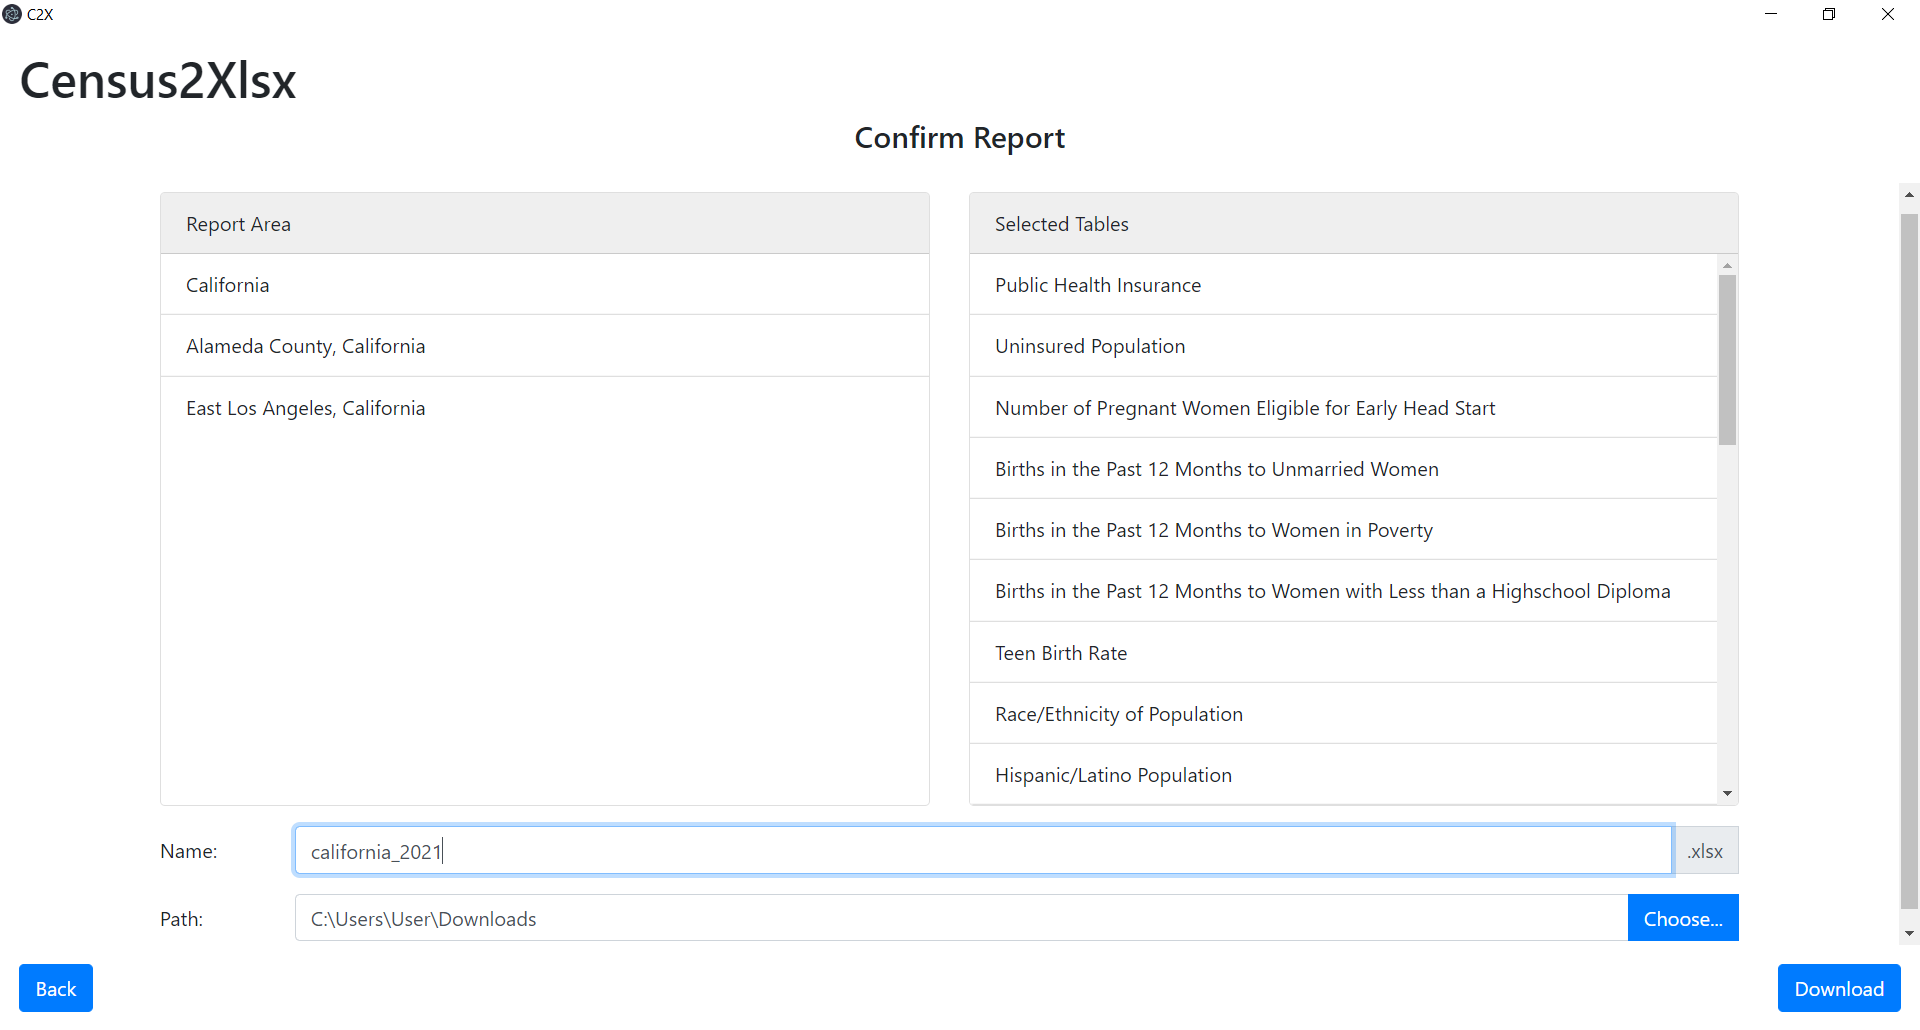 C2X
Census2Xlsx
Confirm Report
Report Area
California
Alameda County, California
East Los Angeles, California
Selected Tables
Public Health Insurance
Uninsured Population
Number of Pregnant Women Eligible for Early Head Start
Births in the Past 12 Months to Unmarried Women
Births in the Past 12 Months to Women in Poverty
Births in the Past 12 Months to Women with Less than a Highschool Diploma
Teen Birth Rate
Race/Ethnicity of Population
Hispanic/Latino Population
Name: california_2021 .xlsx
Path: C:\Users\User\Downloads Choose...
Back Download